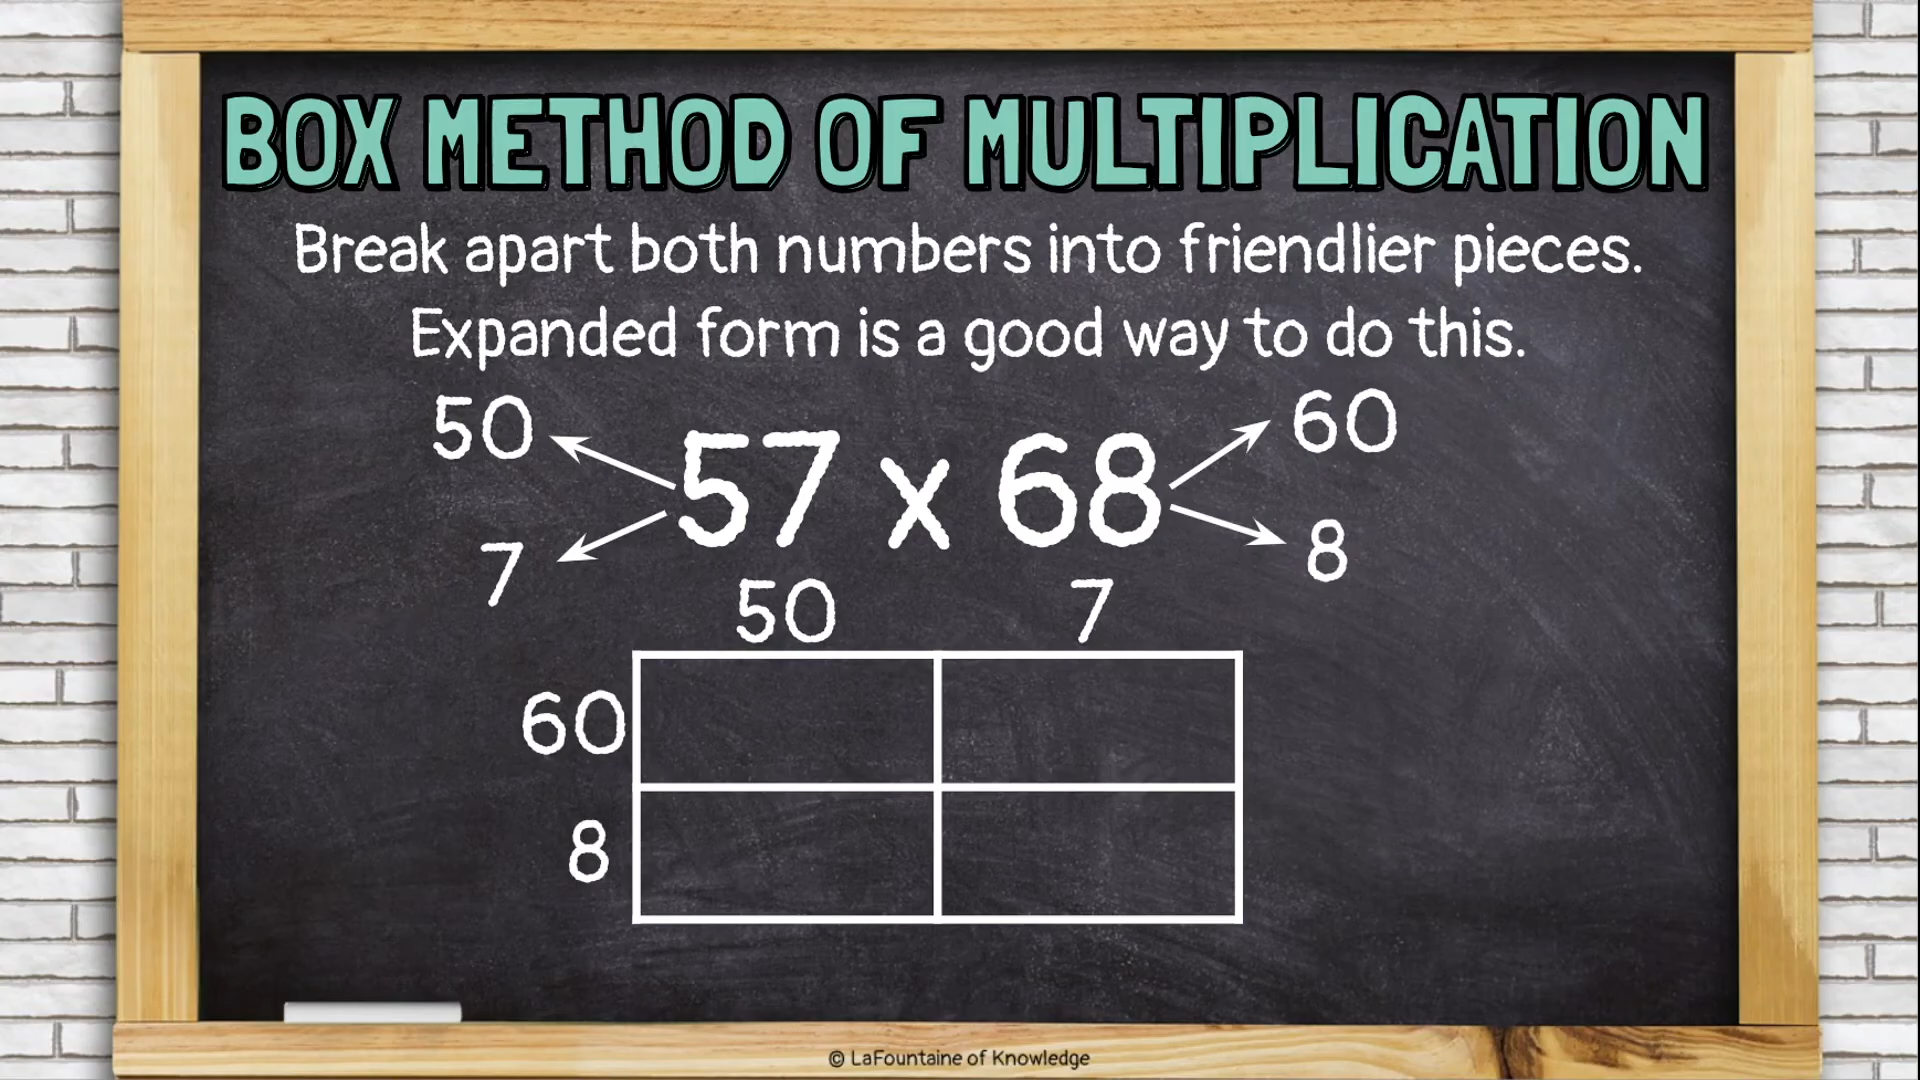 BOX METHOD OF MULTIPLICATION
Break apart both numbers into friendlier pieces.
Expanded form is a good way to do this.
50 57 x 68 60
7 8
50 7
60
8
© LaFountaine of Knowledge